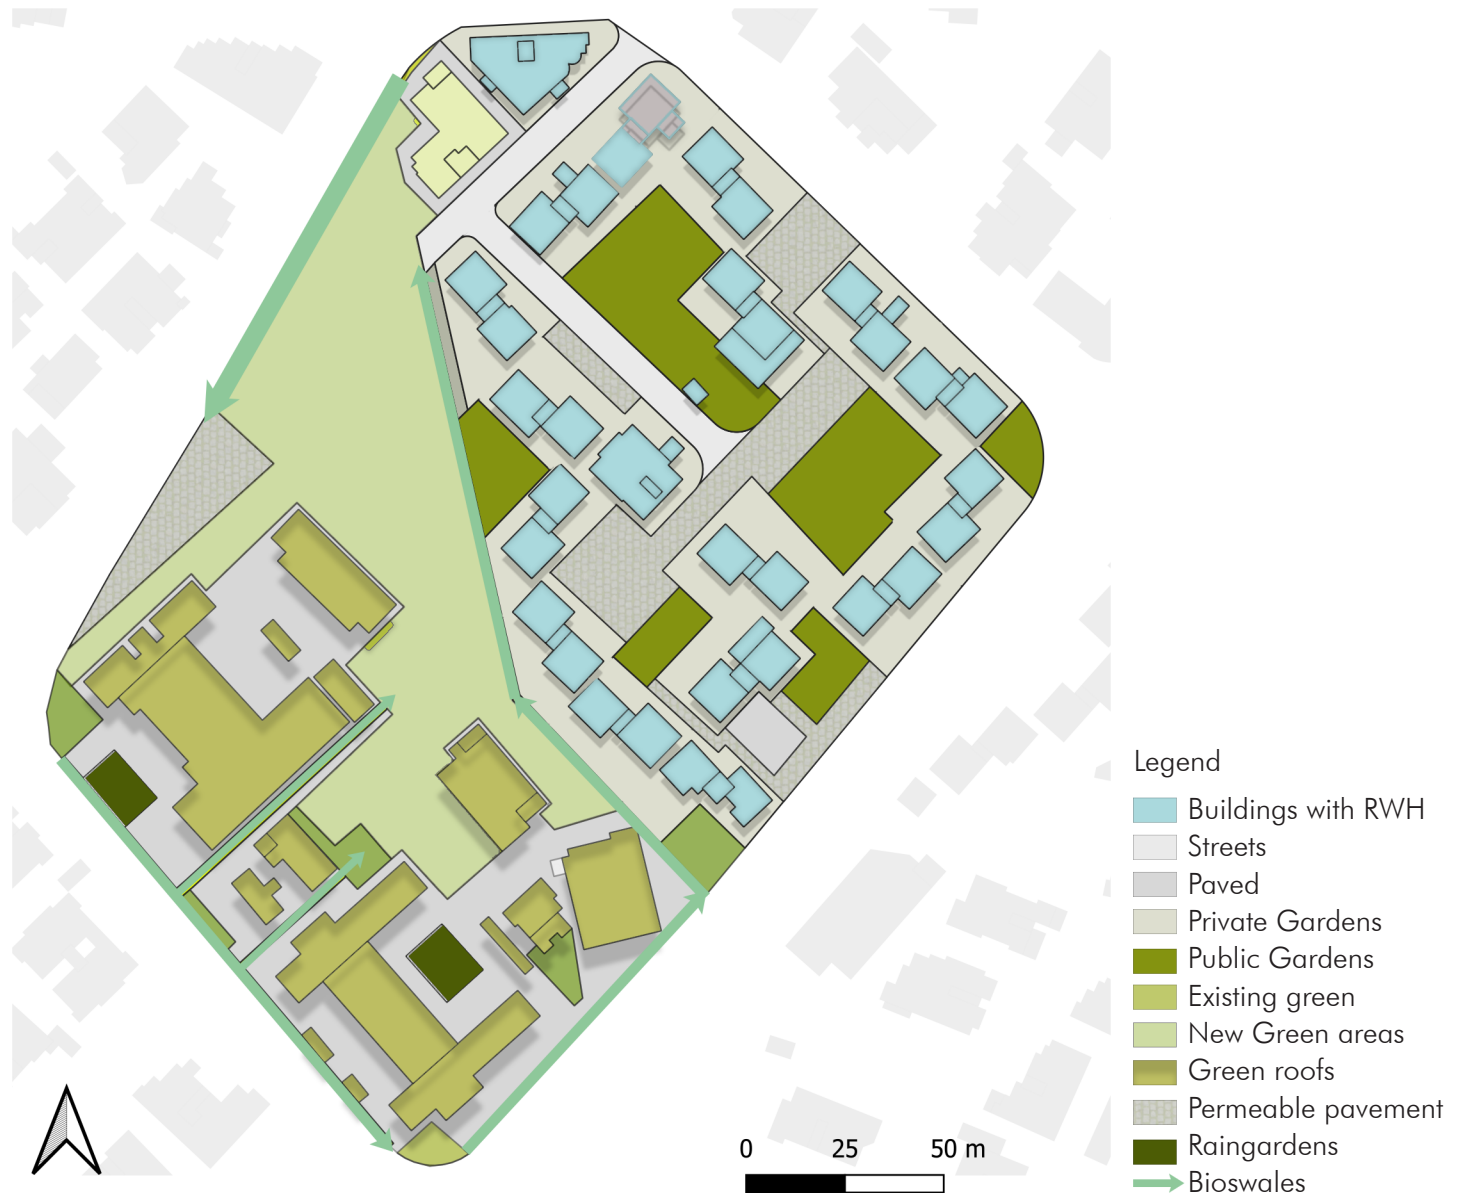 Legend
Buildings with RWH
Streets
Paved
Private Gardens
Public Gardens
Existing green
New Green areas
Green roofs
Permeable pavement
Raingardens
Bioswales
0 25 50 m